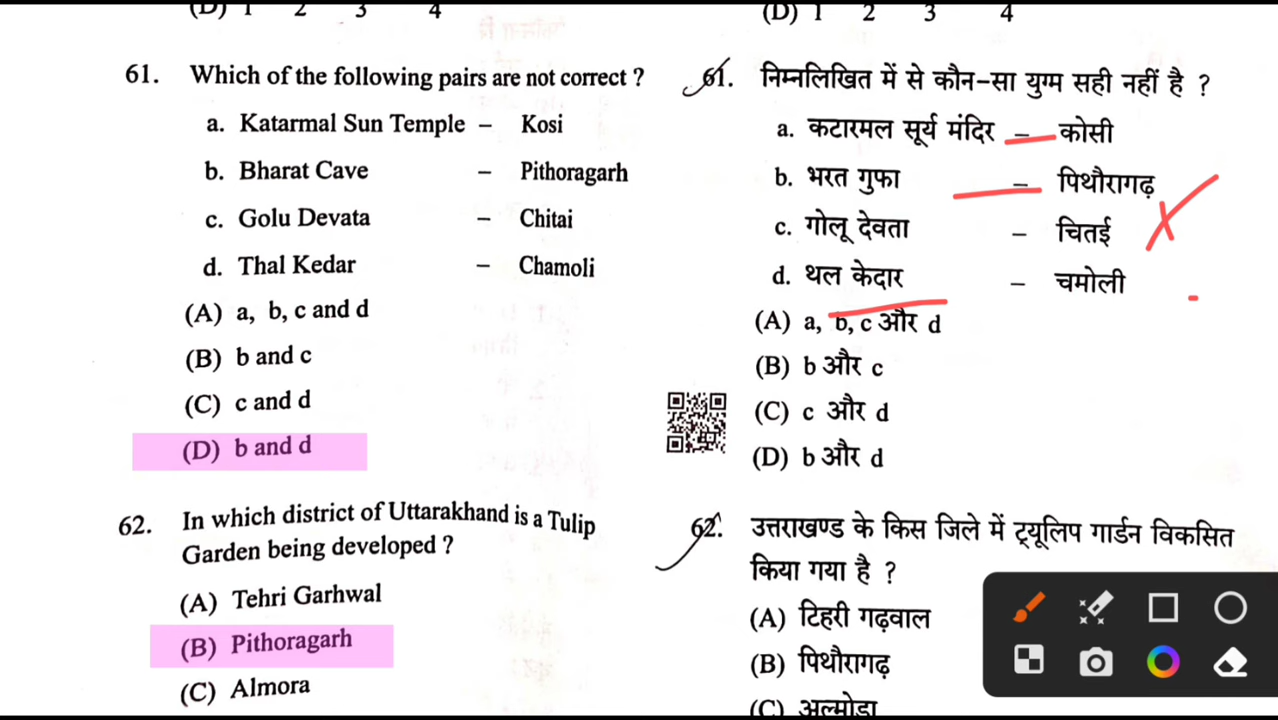 (D) 1 2 3 4
61. Which of the following pairs are not correct ?
a. Katarmal Sun Temple – Kosi
b. Bharat Cave – Pithoragarh
c. Golu Devata – Chitai
d. Thal Kedar – Chamoli
(A) a, b, c and d
(B) b and c
(C) c and d
(D) b and d
62. In which district of Uttarakhand is a Tulip
Garden being developed ?
(A) Tehri Garhwal
(B) Pithoragarh
(C) Almora
(D) 1 2 3 4
61. निम्नलिखित में से कौन-सा युग्म सही नहीं है ?
a. कटारमल सूर्य मंदिर – कोसी
b. भरत गुफा – पिथौरागढ़
c. गोलू देवता – चितई
d. थल केदार – चमोली
(A) a, b, c और d
(B) b और c
(C) c और d
(D) b और d
62. उत्तराखण्ड के किस जिले में ट्यूलिप गार्डन विकसित
किया गया है ?
(A) टिहरी गढ़वाल
(B) पिथौरागढ़
(C) अल्मोड़ा